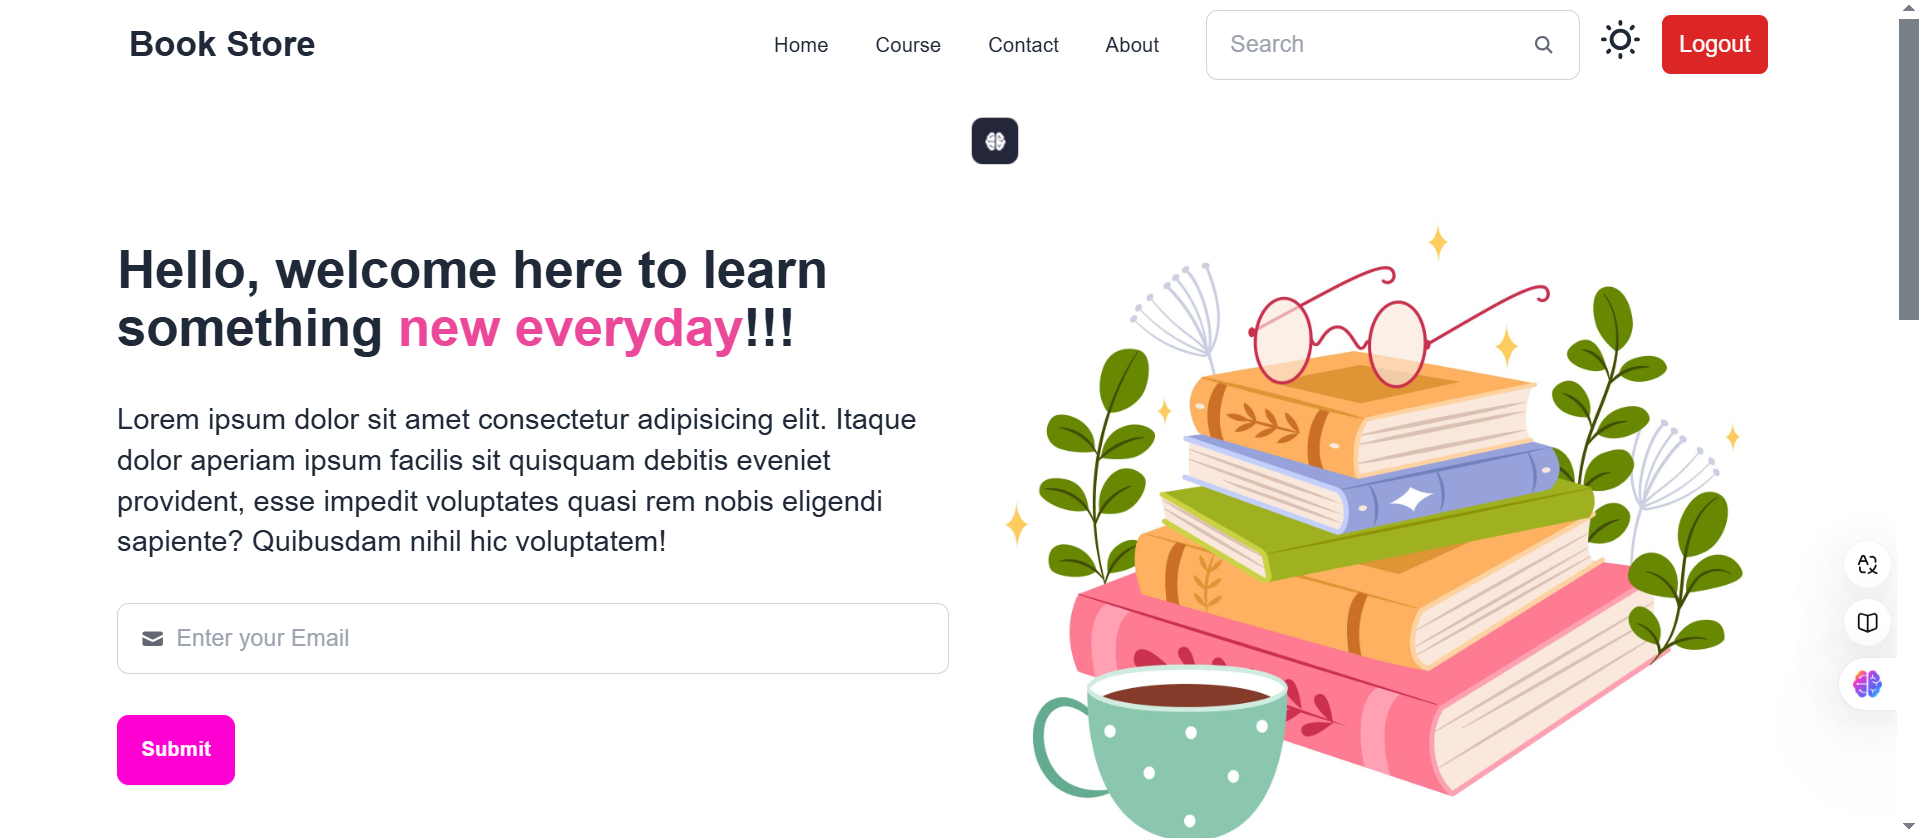 Book Store
Home
Course
Contact
About
Search
Logout
Hello, welcome here to learn
something new everyday!!!
Lorem ipsum dolor sit amet consectetur adipisicing elit. Itaque
dolor aperiam ipsum facilis sit quisquam debitis eveniet
provident, esse impedit voluptates quasi rem nobis eligendi
sapiente? Quibusdam nihil hic voluptatem!
Enter your Email
Submit